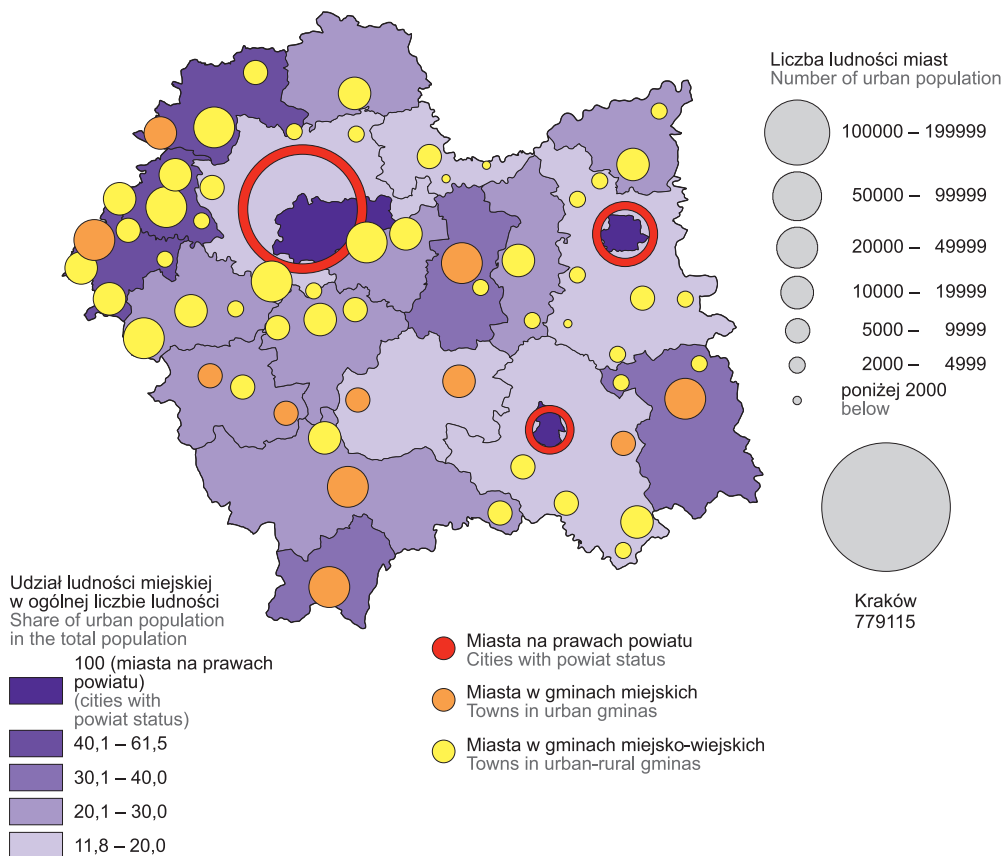 Liczba ludności miast
Number of urban population
100000 – 199999
50000 – 99999
20000 – 49999
10000 – 19999
5000 – 9999
2000 – 4999
poniżej 2000
below
Kraków
779115
Udział ludności miejskiej
w ogólnej liczbie ludności
Share of urban population
in the total population
100 (miasta na prawach
powiatu)
(cities with
powiat status)
40,1 – 61,5
30,1 – 40,0
20,1 – 30,0
11,8 – 20,0
Miasta na prawach powiatu
Cities with powiat status
Miasta w gminach miejskich
Towns in urban gminas
Miasta w gminach miejsko-wiejskich
Towns in urban-rural gminas